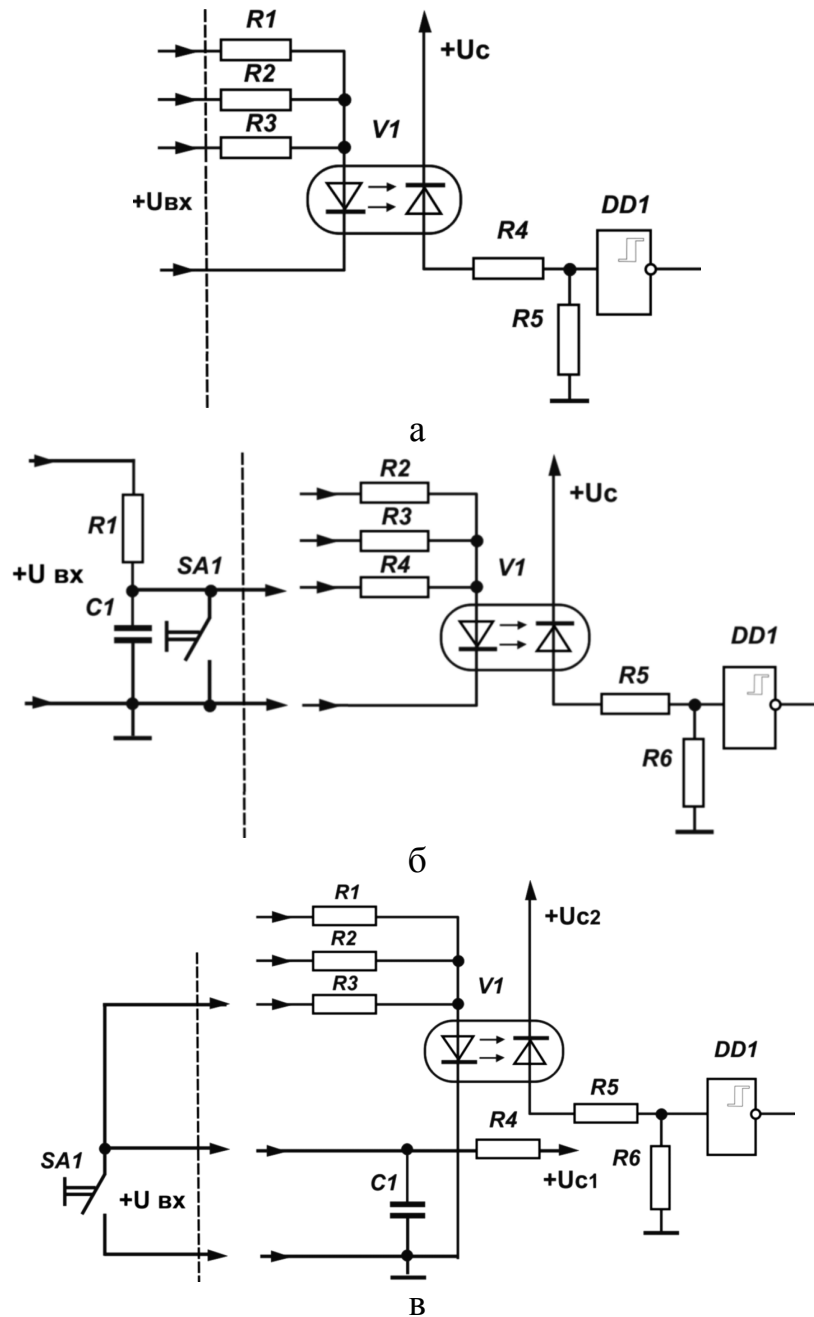 R1
+Uc
R2
R3
V1
+Uвх
DD1
R4
R5
а
R2
+Uc
R1
R3
SA1
R4
V1
+U вх
C1
DD1
R5
R6
б
R1
+Uc2
R2
R3
V1
DD1
R5
R4
SA1
R6
C1
+Uc1
+U вх
в